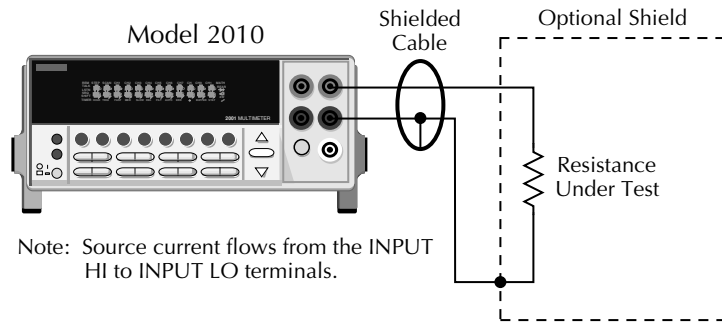 Model 2010
Shielded
Cable
Optional Shield
2001 MULTIMETER
Resistance
Under Test
Note: Source current flows from the INPUT
HI to INPUT LO terminals.